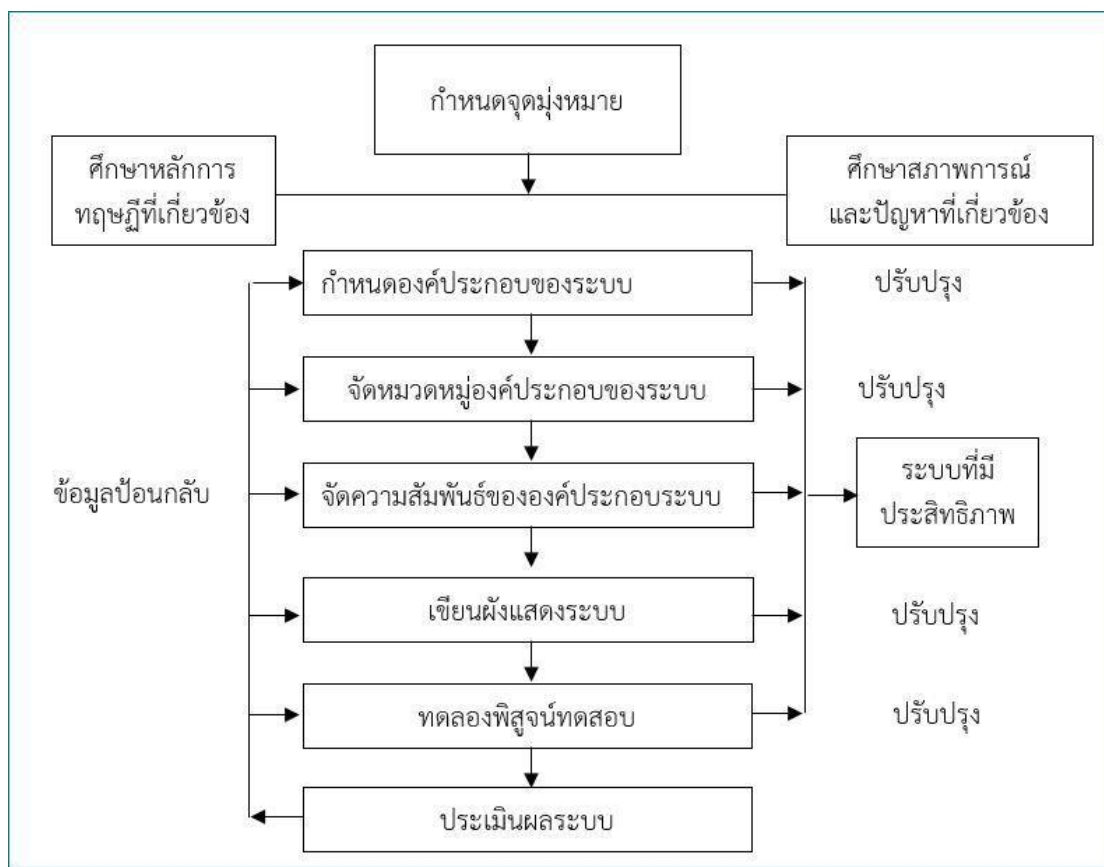 กำหนดจุดมุ่งหมาย
ศึกษาหลักการ
ทฤษฏีที่เกี่ยวข้อง
ศึกษาสภาพการณ์
และปัญหาที่เกี่ยวข้อง
กำหนดองค์ประกอบของระบบ
ปรับปรุง
จัดหมวดหมู่องค์ประกอบของระบบ
ปรับปรุง
ข้อมูลป้อนกลับ
จัดความสัมพันธ์ขององค์ประกอบระบบ
ระบบที่มี
ประสิทธิภาพ
เขียนผังแสดงระบบ
ปรับปรุง
ทดลองพิสูจน์ทดสอบ
ปรับปรุง
ประเมินผลระบบ